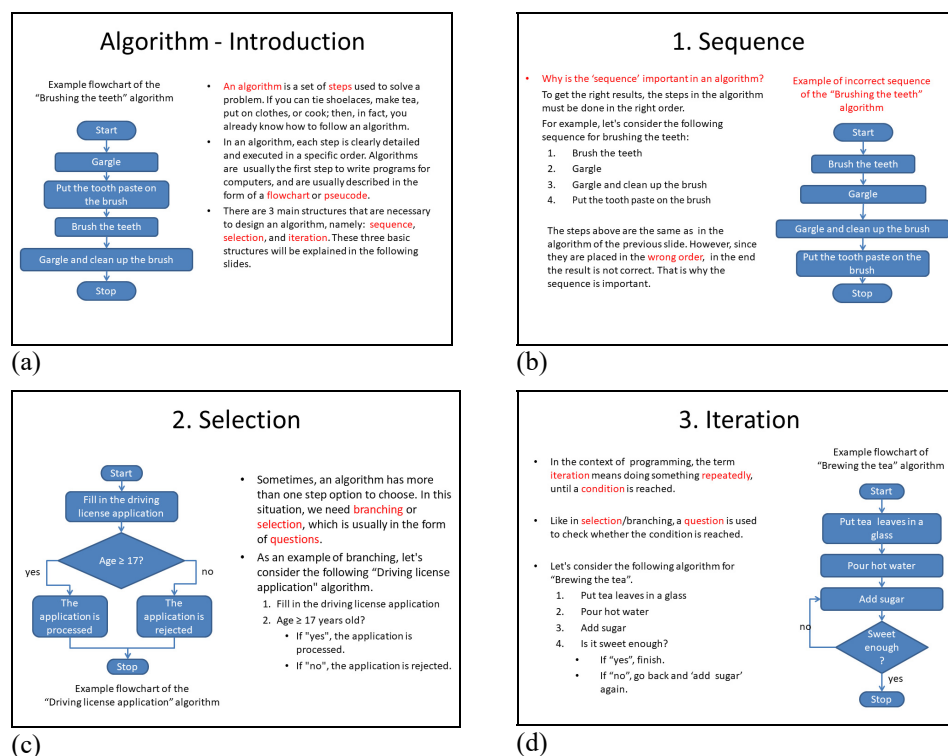 Algorithm - Introduction
Example flowchart of the
“Brushing the teeth” algorithm
Start
Gargle
Put the tooth paste on
the brush
Brush the teeth
Gargle and clean up the brush
Stop
• An algorithm is a set of steps used to solve a
problem. If you can tie shoelaces, make tea,
put on clothes, or cook; then, in fact, you
already know how to follow an algorithm.
• In an algorithm, each step is clearly detailed
and executed in a specific order. Algorithms
are usually the first step to write programs for
computers, and are usually described in the
form of a flowchart or pseucode.
• There are 3 main structures that are necessary
to design an algorithm, namely: sequence,
selection, and iteration. These three basic
structures will be explained in the following
slides.
(a)
1. Sequence
• Why is the ‘sequence’ important in an algorithm?
To get the right results, the steps in the algorithm
must be done in the right order.
For example, let's consider the following
sequence for brushing the teeth:
1. Brush the teeth
2. Gargle
3. Gargle and clean up the brush
4. Put the tooth paste on the brush
The steps above are the same as in the
algorithm of the previous slide. However, since
they are placed in the wrong order, in the end
the result is not correct. That is why the
sequence is important.
Example of incorrect sequence
of the “Brushing the teeth”
algorithm
Start
Brush the teeth
Gargle
Gargle and clean up the brush
Put the tooth paste on the
brush
Stop
(b)
2. Selection
Start
Fill in the driving
license application
Age ≥ 17?
yes
no
The
application is
processed
The
application is
rejected
Stop
Example flowchart of the
“Driving license application” algorithm
• Sometimes, an algorithm has more
than one step option to choose. In this
situation, we need branching or
selection, which is usually in the form
of questions.
• As an example of branching, let's
consider the following “Driving license
application" algorithm.
1. Fill in the driving license application
2. Age ≥ 17 years old?
• If "yes", the application is
processed.
• If "no", the application is rejected.
(c)
3. Iteration
• In the context of programming, the term
iteration means doing something repeatedly,
until a condition is reached.
• Like in selection/branching, a question is used
to check whether the condition is reached.
• Let's consider the following algorithm for
“Brewing the tea”.
1. Put tea leaves in a glass
2. Pour hot water
3. Add sugar
4. Is it sweet enough?
• If “yes”, finish.
• If “no”, go back and ‘add sugar’
again.
Example flowchart of
“Brewing the tea” algorithm
Start
Put tea leaves in a
glass
Pour hot water
Add sugar
no
Sweet
enough
?
yes
Stop
(d)